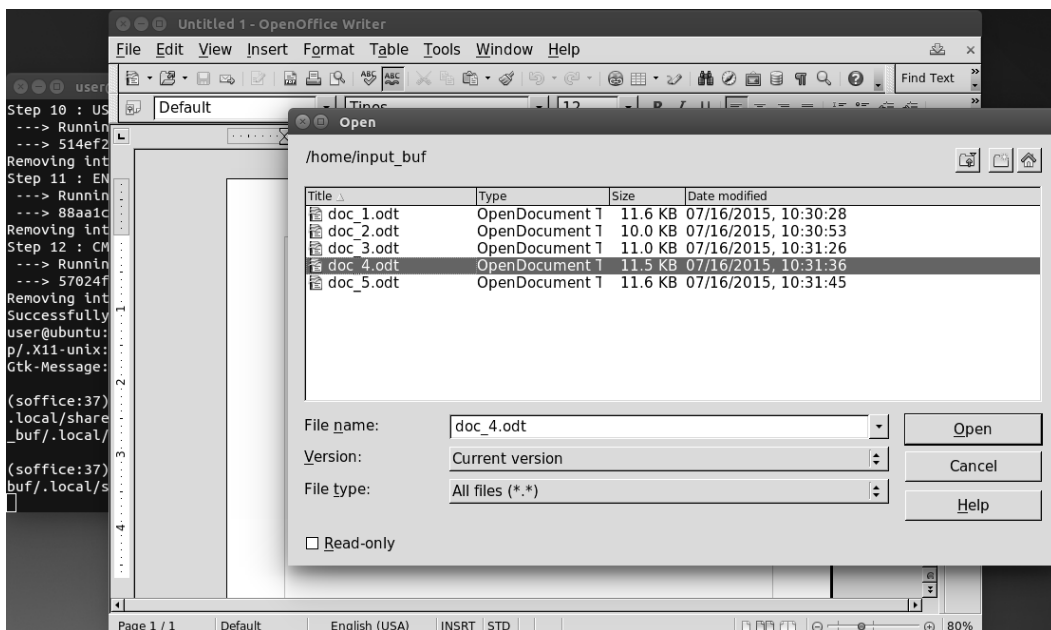 Untitled 1 - OpenOffice Writer
File Edit View Insert Format Table Tools Window Help
Find Text
Default
12
user
Step 10 : US
---> Runnin
---> 514ef2
Removing int
Step 11 : EN
---> Runnin
---> 88aa1c
Removing int
Step 12 : CM
---> Runnin
---> 57024f
Removing int
Successfully
user@ubuntu:
p/.X11-unix:
Gtk-Message:
(soffice:37)
.local/share
_buf/.local/
(soffice:37)
buf/.local/s
1
2
3
4
Open
/home/input_buf
Title Type Size Date modified
doc_1.odt OpenDocument T 11.6 KB 07/16/2015, 10:30:28
doc_2.odt OpenDocument T 10.0 KB 07/16/2015, 10:30:53
doc_3.odt OpenDocument T 11.0 KB 07/16/2015, 10:31:26
doc_4.odt OpenDocument T 11.5 KB 07/16/2015, 10:31:36
doc_5.odt OpenDocument T 11.6 KB 07/16/2015, 10:31:45
File name: doc_4.odt Open
Version: Current version Cancel
File type: All files (*.*)
Help
Read-only
Page 1 / 1 Default English (USA) INSRT STD 80%